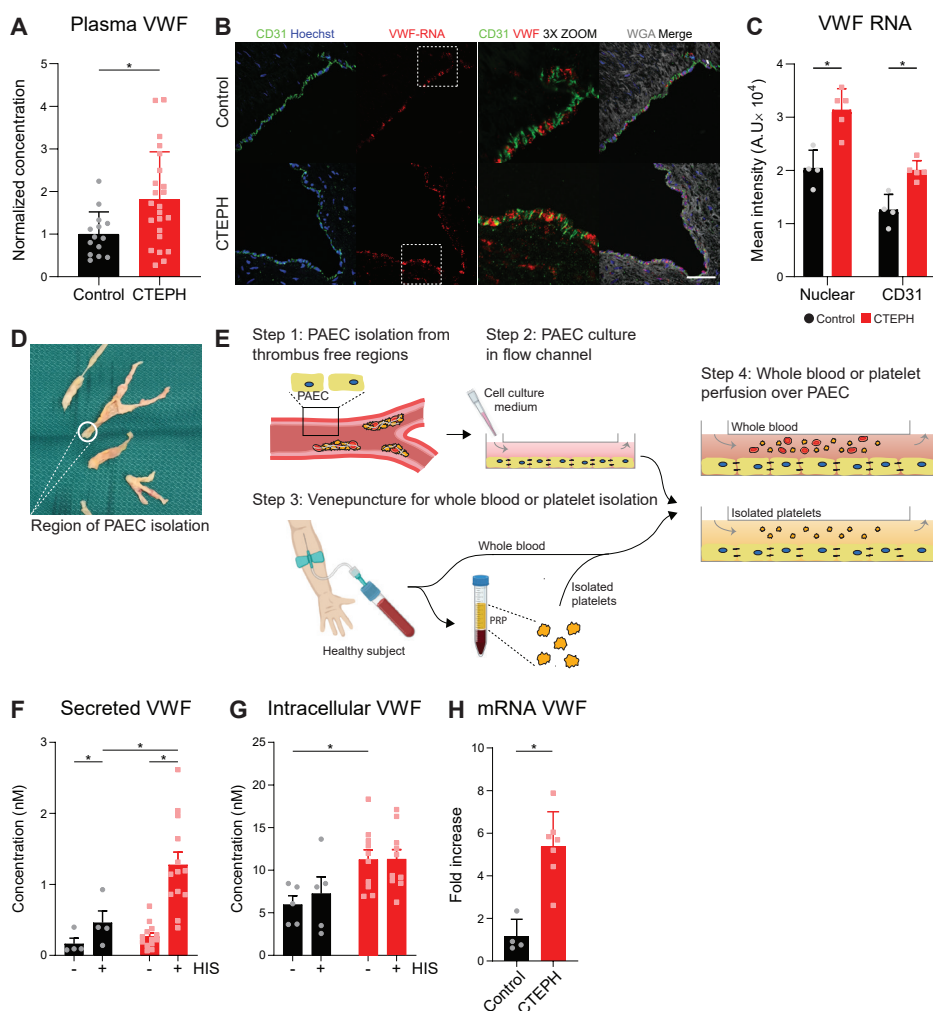 A
Plasma VWF
Normalized concentration
5
4
3
2
1
0
*
Control
CTEPH
B
CD31 Hoechst
VWF-RNA
CD31 VWF 3X ZOOM
WGA Merge
Control
CTEPH
C
VWF RNA
Mean intensity (A.U× 10⁴)
4
3
2
1
0
*
*
Nuclear
CD31
Control
CTEPH
D
Region of PAEC isolation
E
Step 1: PAEC isolation from
thrombus free regions
PAEC
Step 2: PAEC culture
in flow channel
Cell culture
medium
Step 3: Venepuncture for whole blood or platelet isolation
Whole blood
Healthy subject
PRP
Isolated
platelets
Step 4: Whole blood or platelet
perfusion over PAEC
Whole blood
Isolated platelets
F
Secreted VWF
Concentration (nM)
3
2
1
0
*
*
*
- + - + HIS
G
Intracellular VWF
Concentration (nM)
25
20
15
10
5
0
*
- + - + HIS
H
mRNA VWF
Fold increase
10
8
6
4
2
0
*
Control
CTEPH